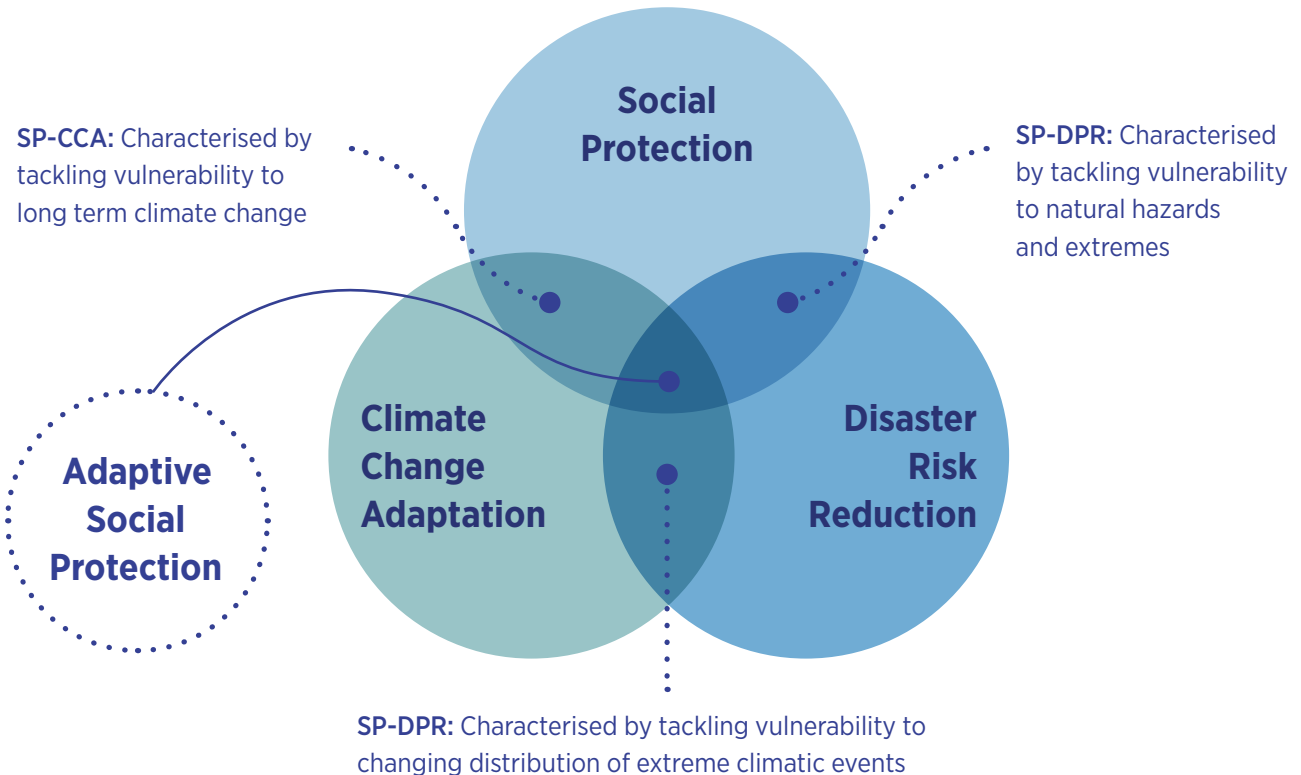 Social
Protection
SP-CCA: Characterised by
tackling vulnerability to
long term climate change
SP-DPR: Characterised
by tackling vulnerability
to natural hazards
and extremes
Climate
Change
Adaptation
Disaster
Risk
Reduction
Adaptive
Social
Protection
SP-DPR: Characterised by tackling vulnerability to
changing distribution of extreme climatic events